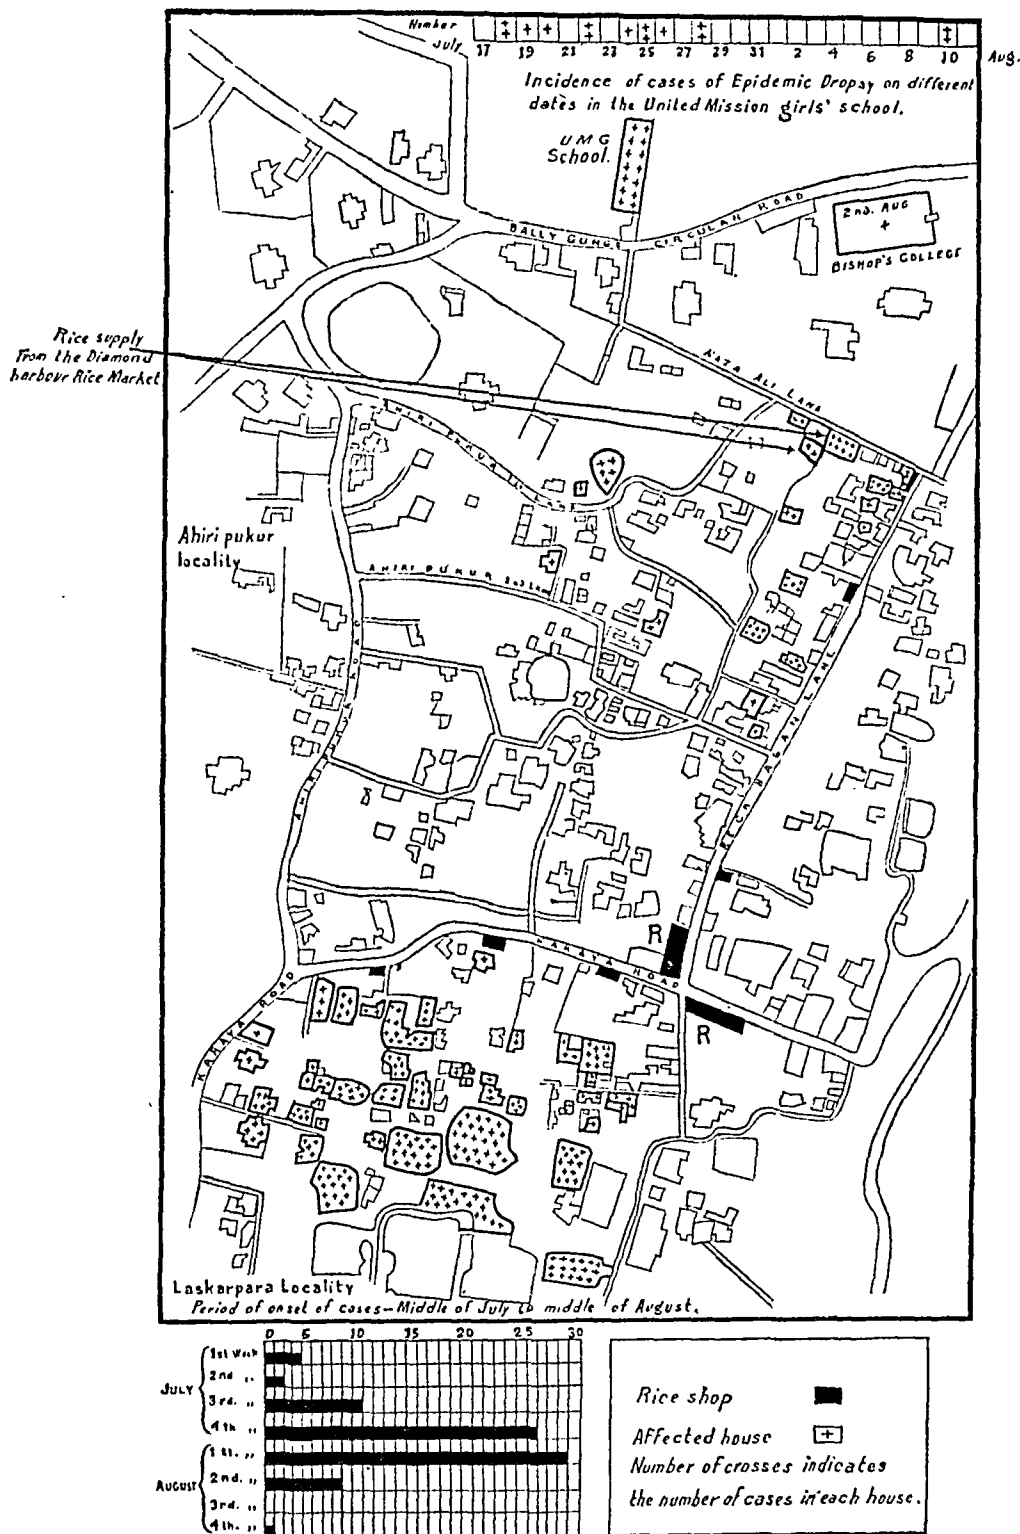 Number
July
17 19 21 23 25 27 29 31 2 4 6 8 10 Aug.
Incidence of cases of Epidemic Dropsy on different
dates in the United Mission girls' school.
U M G
School.
BALLY GUNGE CIRCULAR ROAD
2nd. AUG
BISHOP'S COLLEGE
Rice supply
From the Diamond
harbour Rice Market
AHIRI PUKUR
Ahiri pukur
locality
AHIRI PUKUR
KARAYA ROAD
R
R
KARAYA ROAD
Laskarpara Locality
Period of onset of cases—Middle of July to middle of August.
0 5 10 15 20 25 30
JULY
1st Week
2nd "
3rd. "
4th "
AUGUST
1st. "
2nd. "
3rd. "
4th. "
Rice shop
Affected house
Number of crosses indicates
the number of cases in each house.